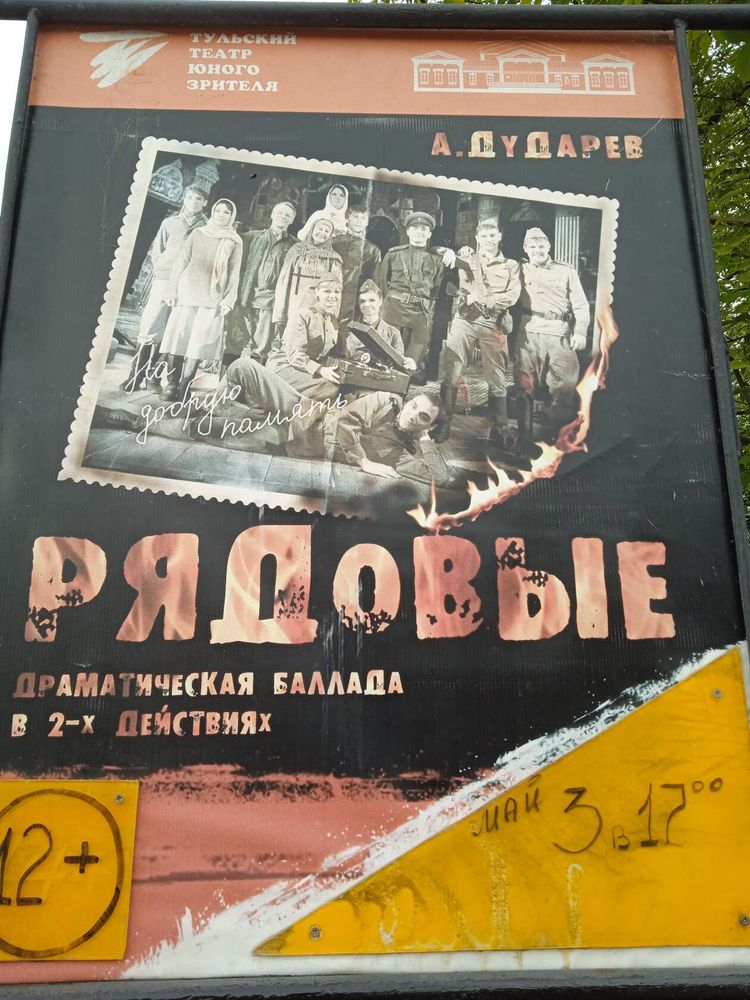 ТУЛЬСКИЙ
ТЕАТР
ЮНОГО
ЗРИТЕЛЯ
А. ДУДАРЕВ
На
добрую
память
РЯДОВЫЕ
ДРАМАТИЧЕСКАЯ БАЛЛАДА
В 2-Х ДЕЙСТВИЯХ
МАЙ 3 в 17⁰⁰
12+